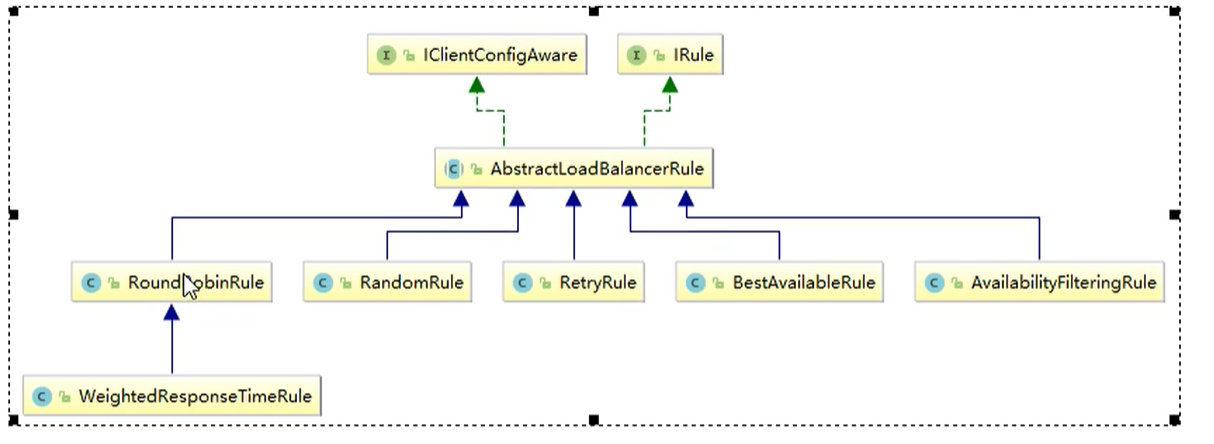 IClientConfigAware IRule
AbstractLoadBalancerRule
RoundRobinRule RandomRule RetryRule BestAvailableRule AvailabilityFilteringRule
WeightedResponseTimeRule